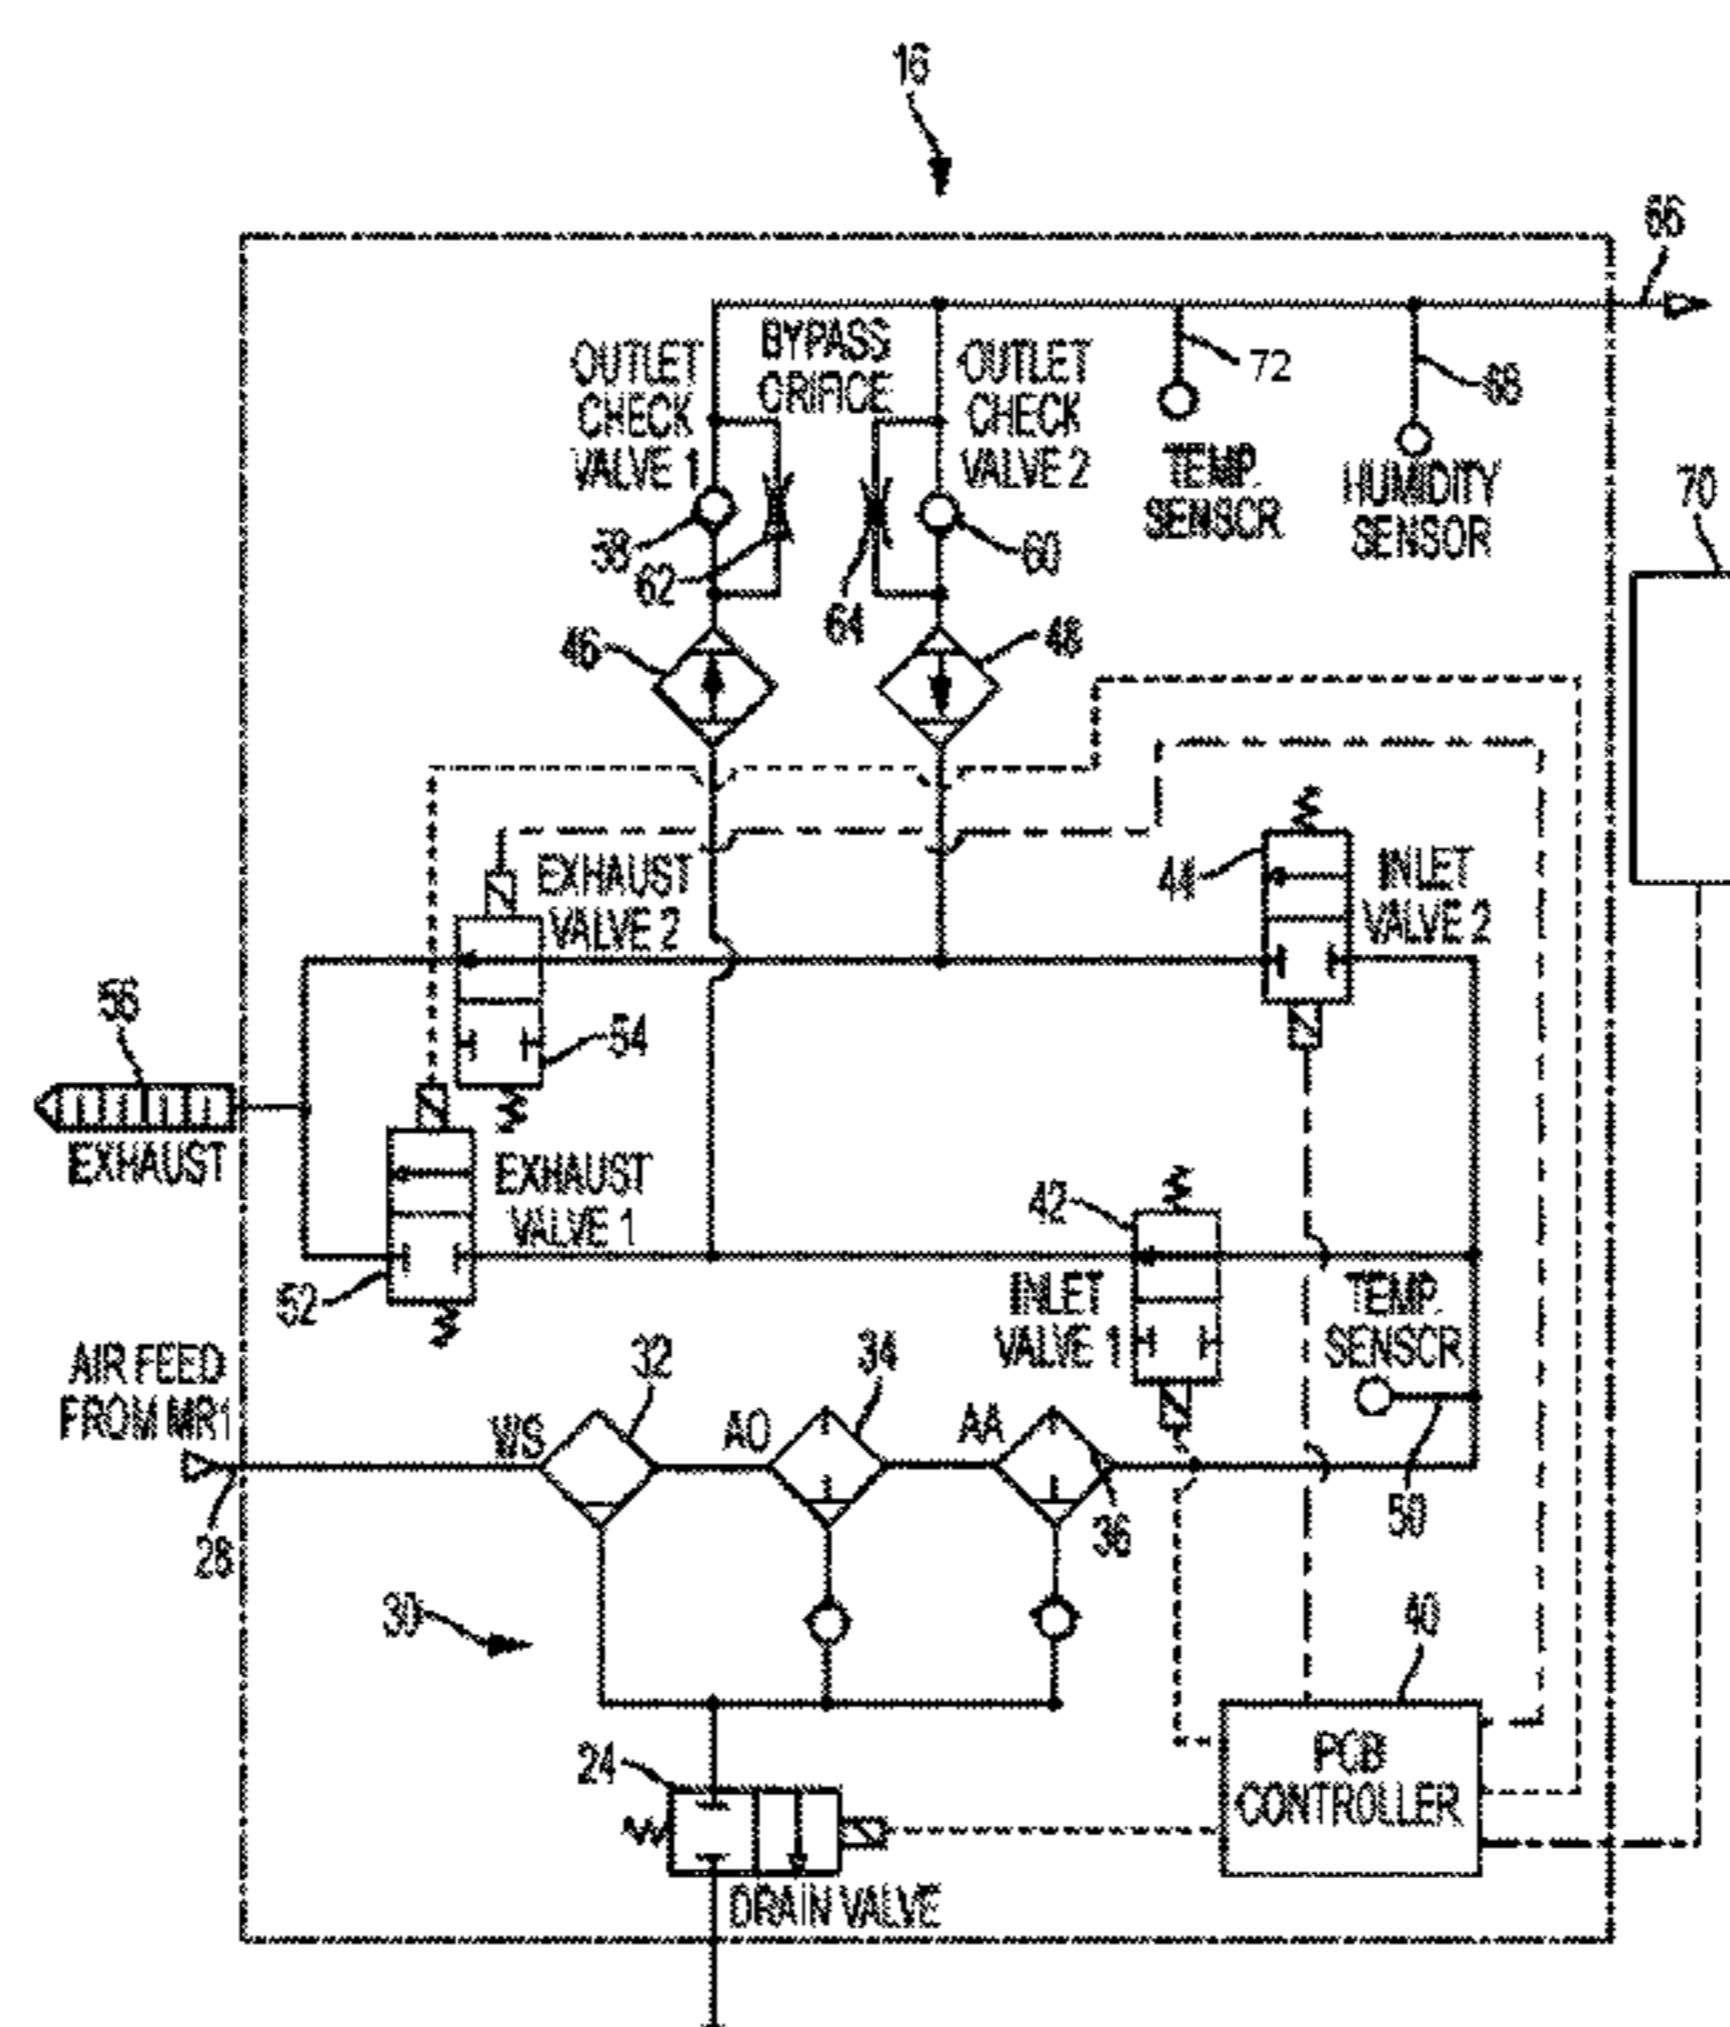 16
66
OUTLET
CHECK
VALVE 1
BYPASS
ORIFICE
OUTLET
CHECK
VALVE 2
72
68
TEMP.
SENSCR
HUMIDITY
SENSOR
70
58
62
64
60
46
48
44
INLET
VALVE 2
EXHAUST
VALVE 2
54
56
EXHAUST
EXHAUST
VALVE 1
52
42
INLET
VALVE 1
TEMP.
SENSCR
AIR FEED
FROM MR1
28
WS
32
AO
34
AA
36
50
30
40
PCB
CONTROLLER
24
DRAIN VALVE